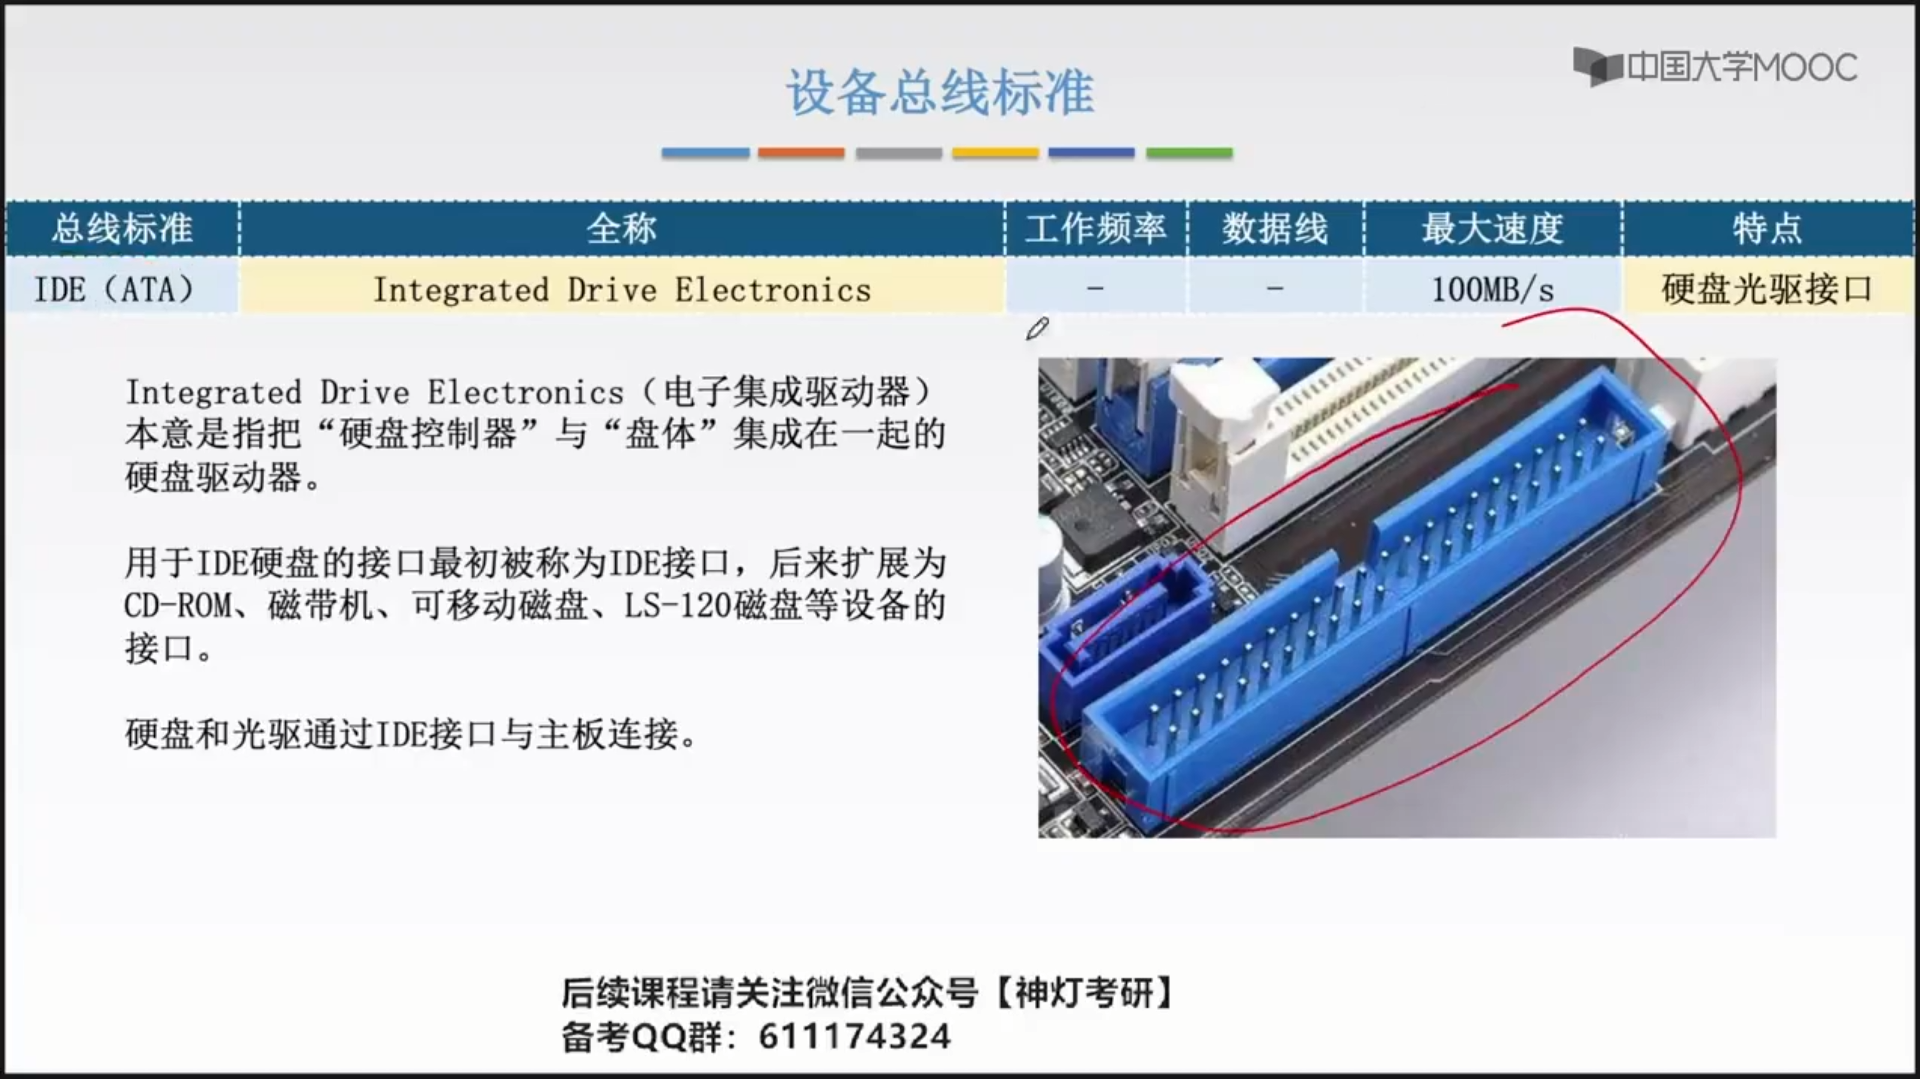 中国大学MOOC
设备总线标准
总线标准 全称 工作频率 数据线 最大速度 特点
IDE（ATA） Integrated Drive Electronics - - 100MB/s 硬盘光驱接口
Integrated Drive Electronics（电子集成驱动器）
本意是指把“硬盘控制器”与“盘体”集成在一起的
硬盘驱动器。
用于IDE硬盘的接口最初被称为IDE接口，后来扩展为
CD-ROM、磁带机、可移动磁盘、LS-120磁盘等设备的
接口。
硬盘和光驱通过IDE接口与主板连接。
后续课程请关注微信公众号【神灯考研】
备考QQ群：611174324